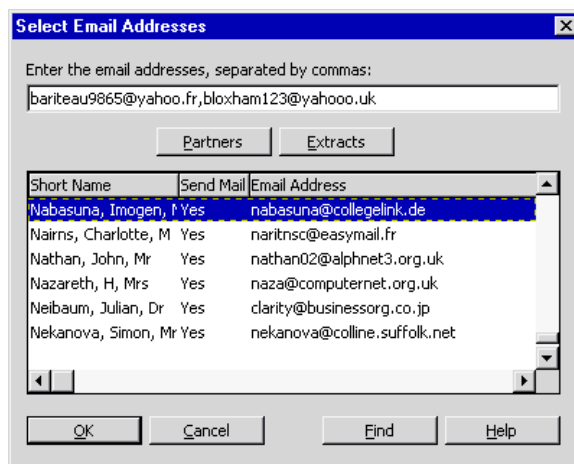 Select Email Addresses
Enter the email addresses, separated by commas:
bariteau9865@yahoo.fr,bloxham123@yahooo.uk
Partners Extracts
Short Name Send Mail Email Address
Nabasuna, Imogen, M Yes nabasuna@collegelink.de
Nairns, Charlotte, M Yes naritnsc@easymail.fr
Nathan, John, Mr Yes nathan02@alphnet3.org.uk
Nazareth, H, Mrs Yes naza@computernet.org.uk
Neibaum, Julian, Dr Yes clarity@businessorg.co.jp
Nekanova, Simon, Mr Yes nekanova@colline.suffolk.net
OK Cancel Find Help